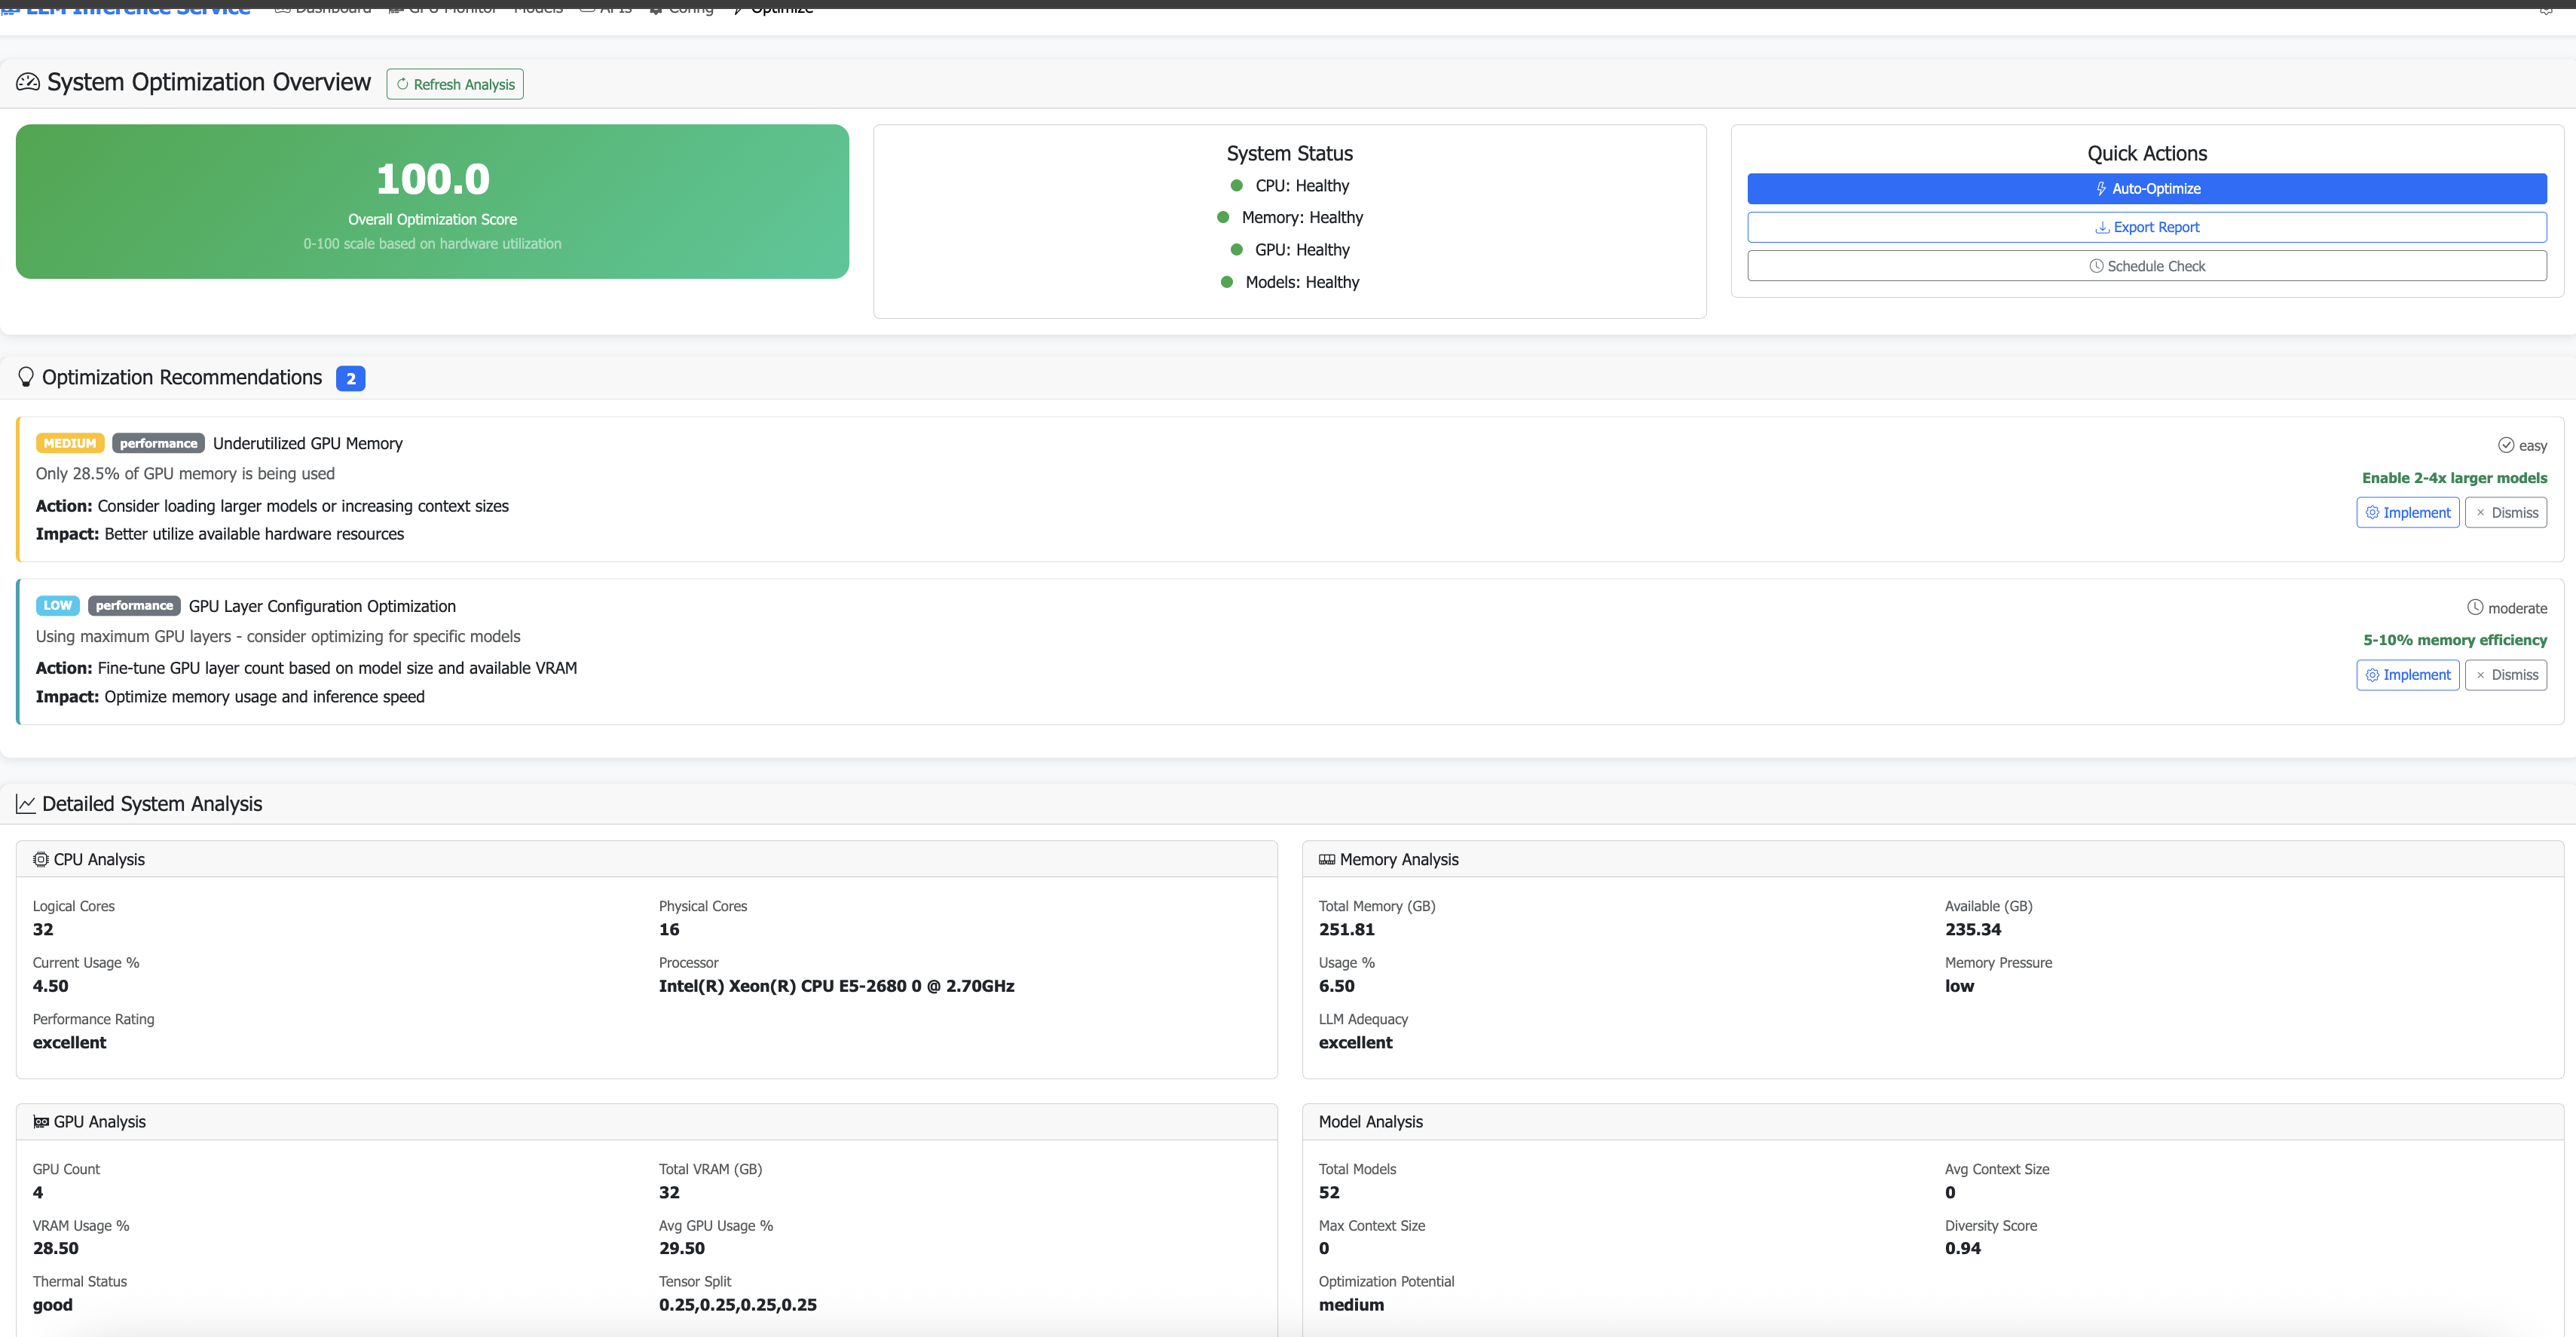 LLM Inference Service Dashboard GPU Monitor Models APIs Config Optimize
System Optimization Overview Refresh Analysis
100.0
Overall Optimization Score
0-100 scale based on hardware utilization
System Status
CPU: Healthy
Memory: Healthy
GPU: Healthy
Models: Healthy
Quick Actions
Auto-Optimize
Export Report
Schedule Check
Optimization Recommendations 2
MEDIUM performance Underutilized GPU Memory
easy
Only 28.5% of GPU memory is being used
Enable 2-4x larger models
Action: Consider loading larger models or increasing context sizes
Implement × Dismiss
Impact: Better utilize available hardware resources
LOW performance GPU Layer Configuration Optimization
moderate
Using maximum GPU layers - consider optimizing for specific models
5-10% memory efficiency
Action: Fine-tune GPU layer count based on model size and available VRAM
Implement × Dismiss
Impact: Optimize memory usage and inference speed
Detailed System Analysis
CPU Analysis
Logical Cores
32
Physical Cores
16
Current Usage %
4.50
Processor
Intel(R) Xeon(R) CPU E5-2680 0 @ 2.70GHz
Performance Rating
excellent
Memory Analysis
Total Memory (GB)
251.81
Available (GB)
235.34
Usage %
6.50
Memory Pressure
low
LLM Adequacy
excellent
GPU Analysis
GPU Count
4
Total VRAM (GB)
32
VRAM Usage %
28.50
Avg GPU Usage %
29.50
Thermal Status
good
Tensor Split
0.25,0.25,0.25,0.25
Model Analysis
Total Models
52
Avg Context Size
0
Max Context Size
0
Diversity Score
0.94
Optimization Potential
medium